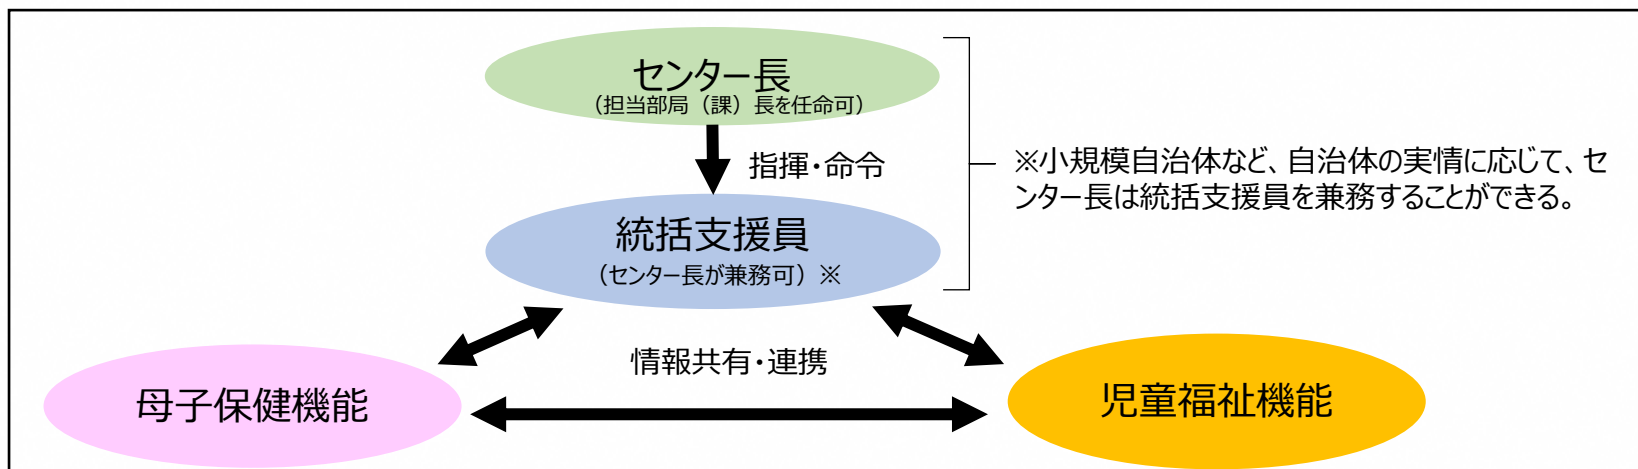 センター長
（担当部局（課）長を任命可）
指揮・命令
※小規模自治体など、自治体の実情に応じて、セ
ンター長は統括支援員を兼務することができる。
統括支援員
（センター長が兼務可）※
情報共有・連携
母子保健機能
児童福祉機能